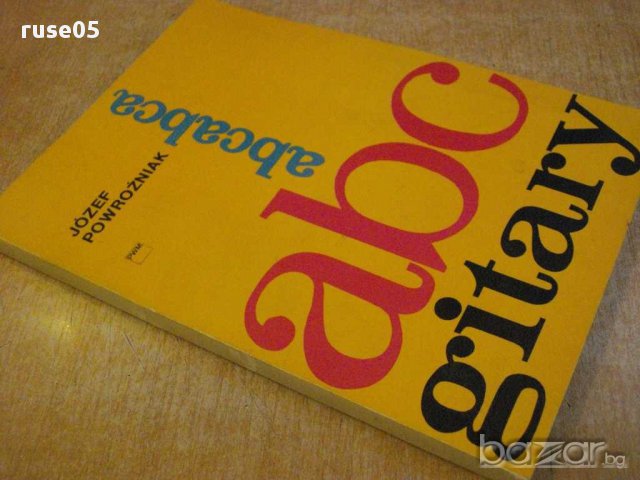 ruse05
JÓZEF
POWROŹNIAK
PWM
abcabca
abc
gitary
bazar.bg